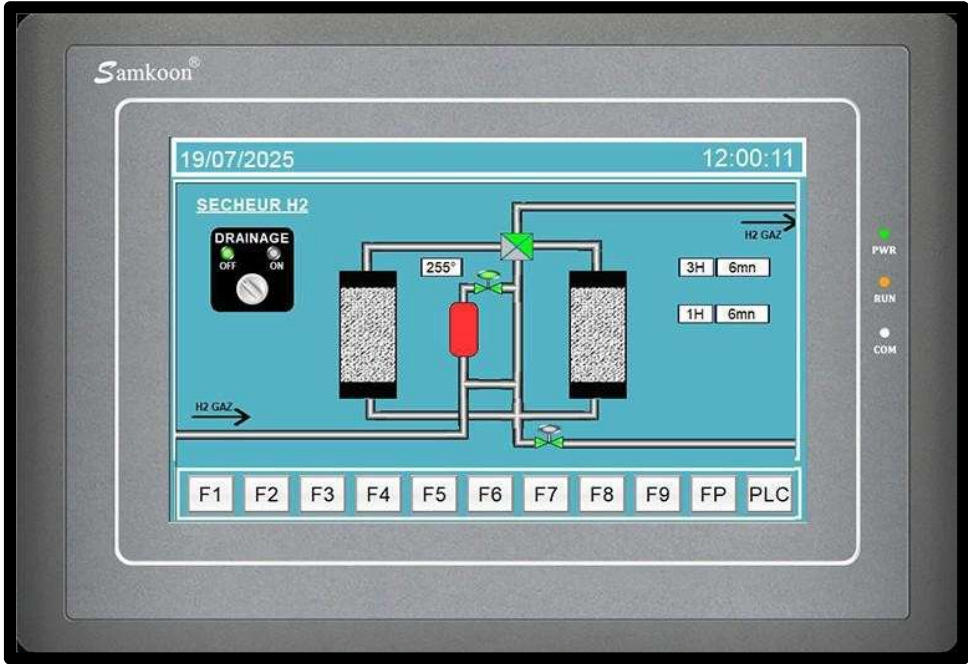 Samkoon®
19/07/2025 12:00:11
SECHEUR H2
DRAINAGE
OFF ON
255°
H2 GAZ
3H 6mn
1H 6mn
H2 GAZ
PWR
RUN
COM
F1 F2 F3 F4 F5 F6 F7 F8 F9 FP PLC